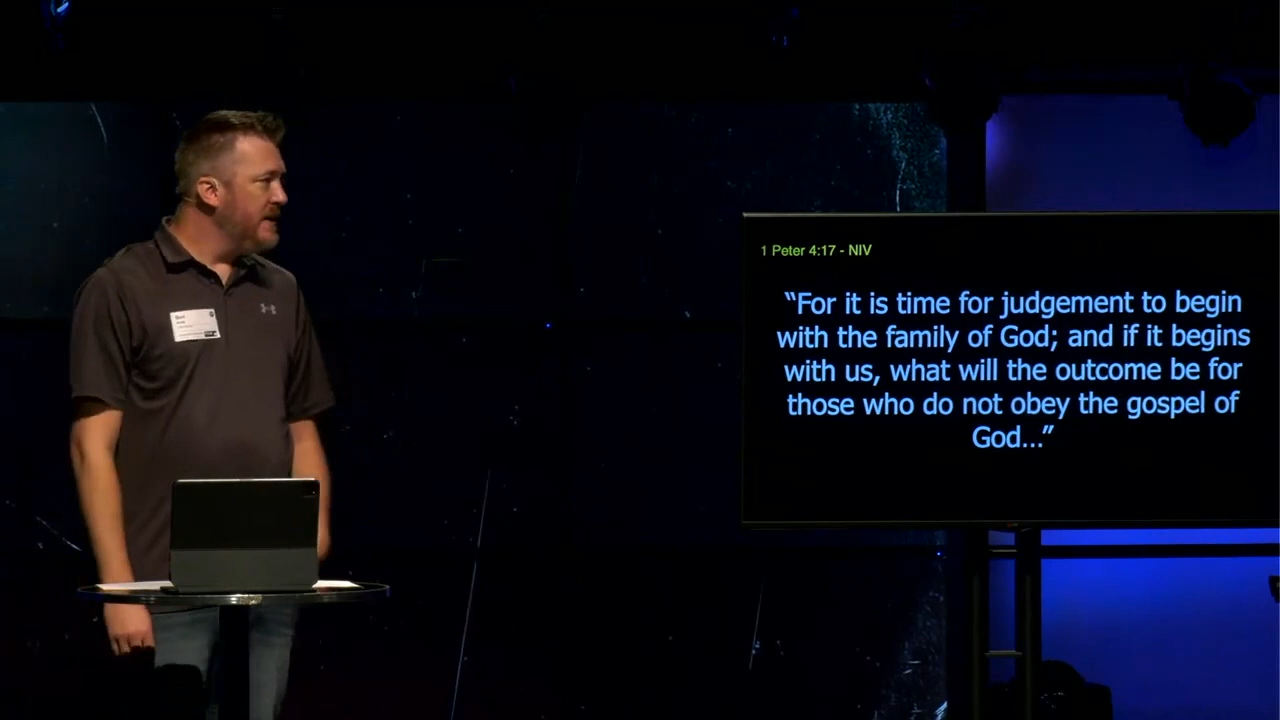 1 Peter 4:17 - NIV
“For it is time for judgement to begin
with the family of God; and if it begins
with us, what will the outcome be for
those who do not obey the gospel of
God...”